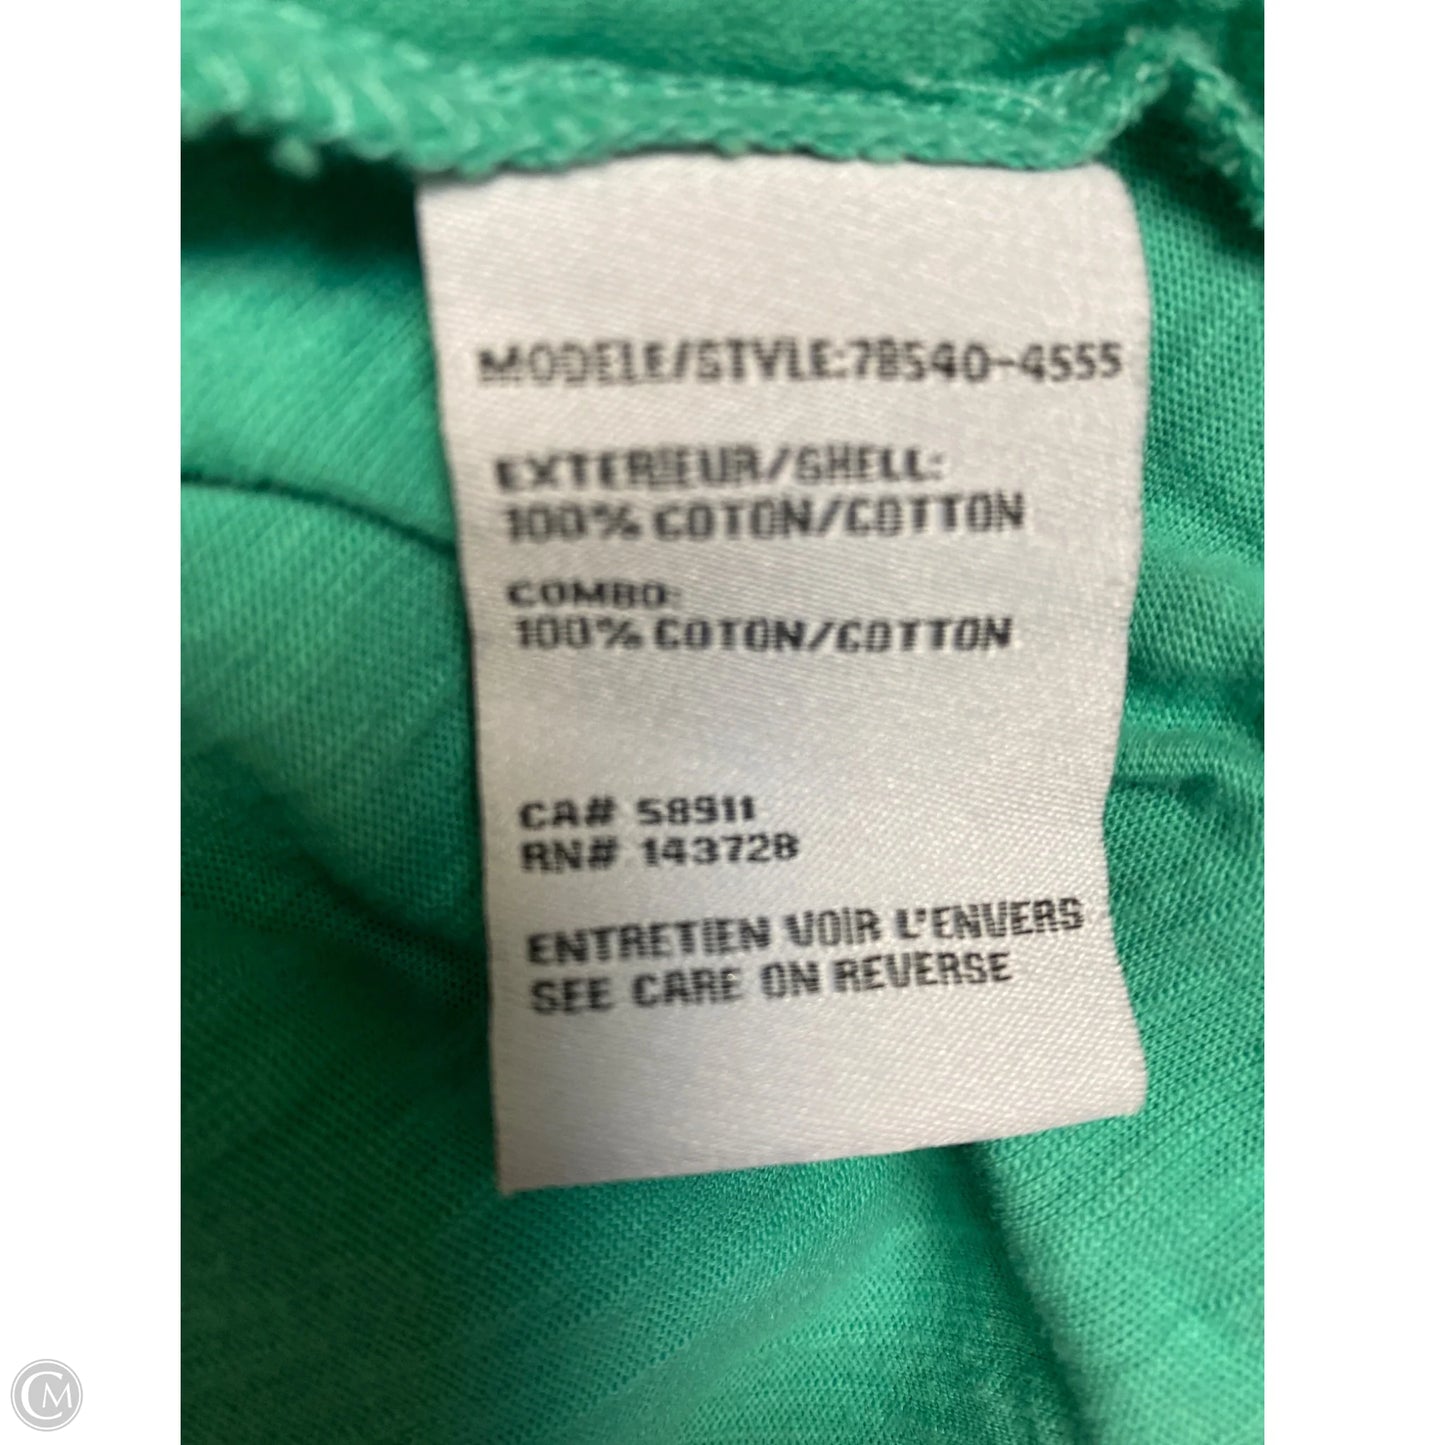 MODELE/STYLE:78540-4555
EXTERIEUR/SHELL:
100% COTON/COTTON
COMBO:
100% COTON/COTTON
CA# 58911
RN# 143728
ENTRETIEN VOIR L'ENVERS
SEE CARE ON REVERSE
CM